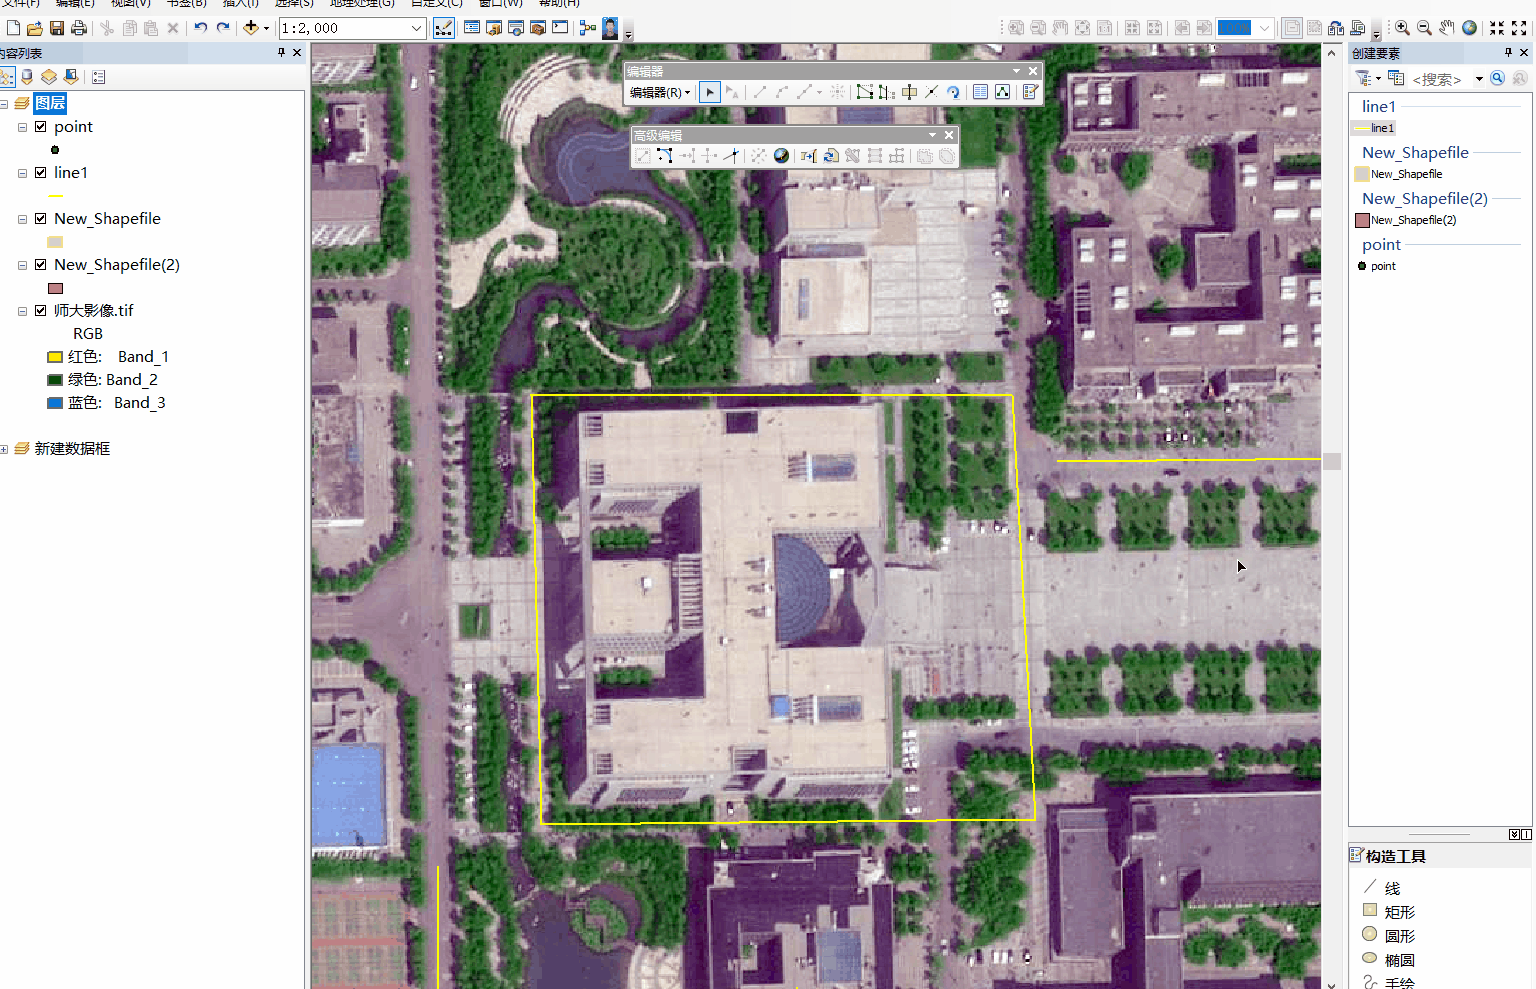 文件(F) 编辑(E) 视图(V) 书签(B) 插入(I) 选择(S) 地理处理(G) 自定义(C) 窗口(W) 帮助(H)
1:2,000
内容列表
图层
point
line1
New_Shapefile
New_Shapefile(2)
师大影像.tif
RGB
红色: Band_1
绿色: Band_2
蓝色: Band_3
新建数据框
编辑器
编辑器(R)
高级编辑
创建要素
<搜索>
line1
line1
New_Shapefile
New_Shapefile
New_Shapefile(2)
New_Shapefile(2)
point
point
构造工具
线
矩形
圆形
椭圆
手绘